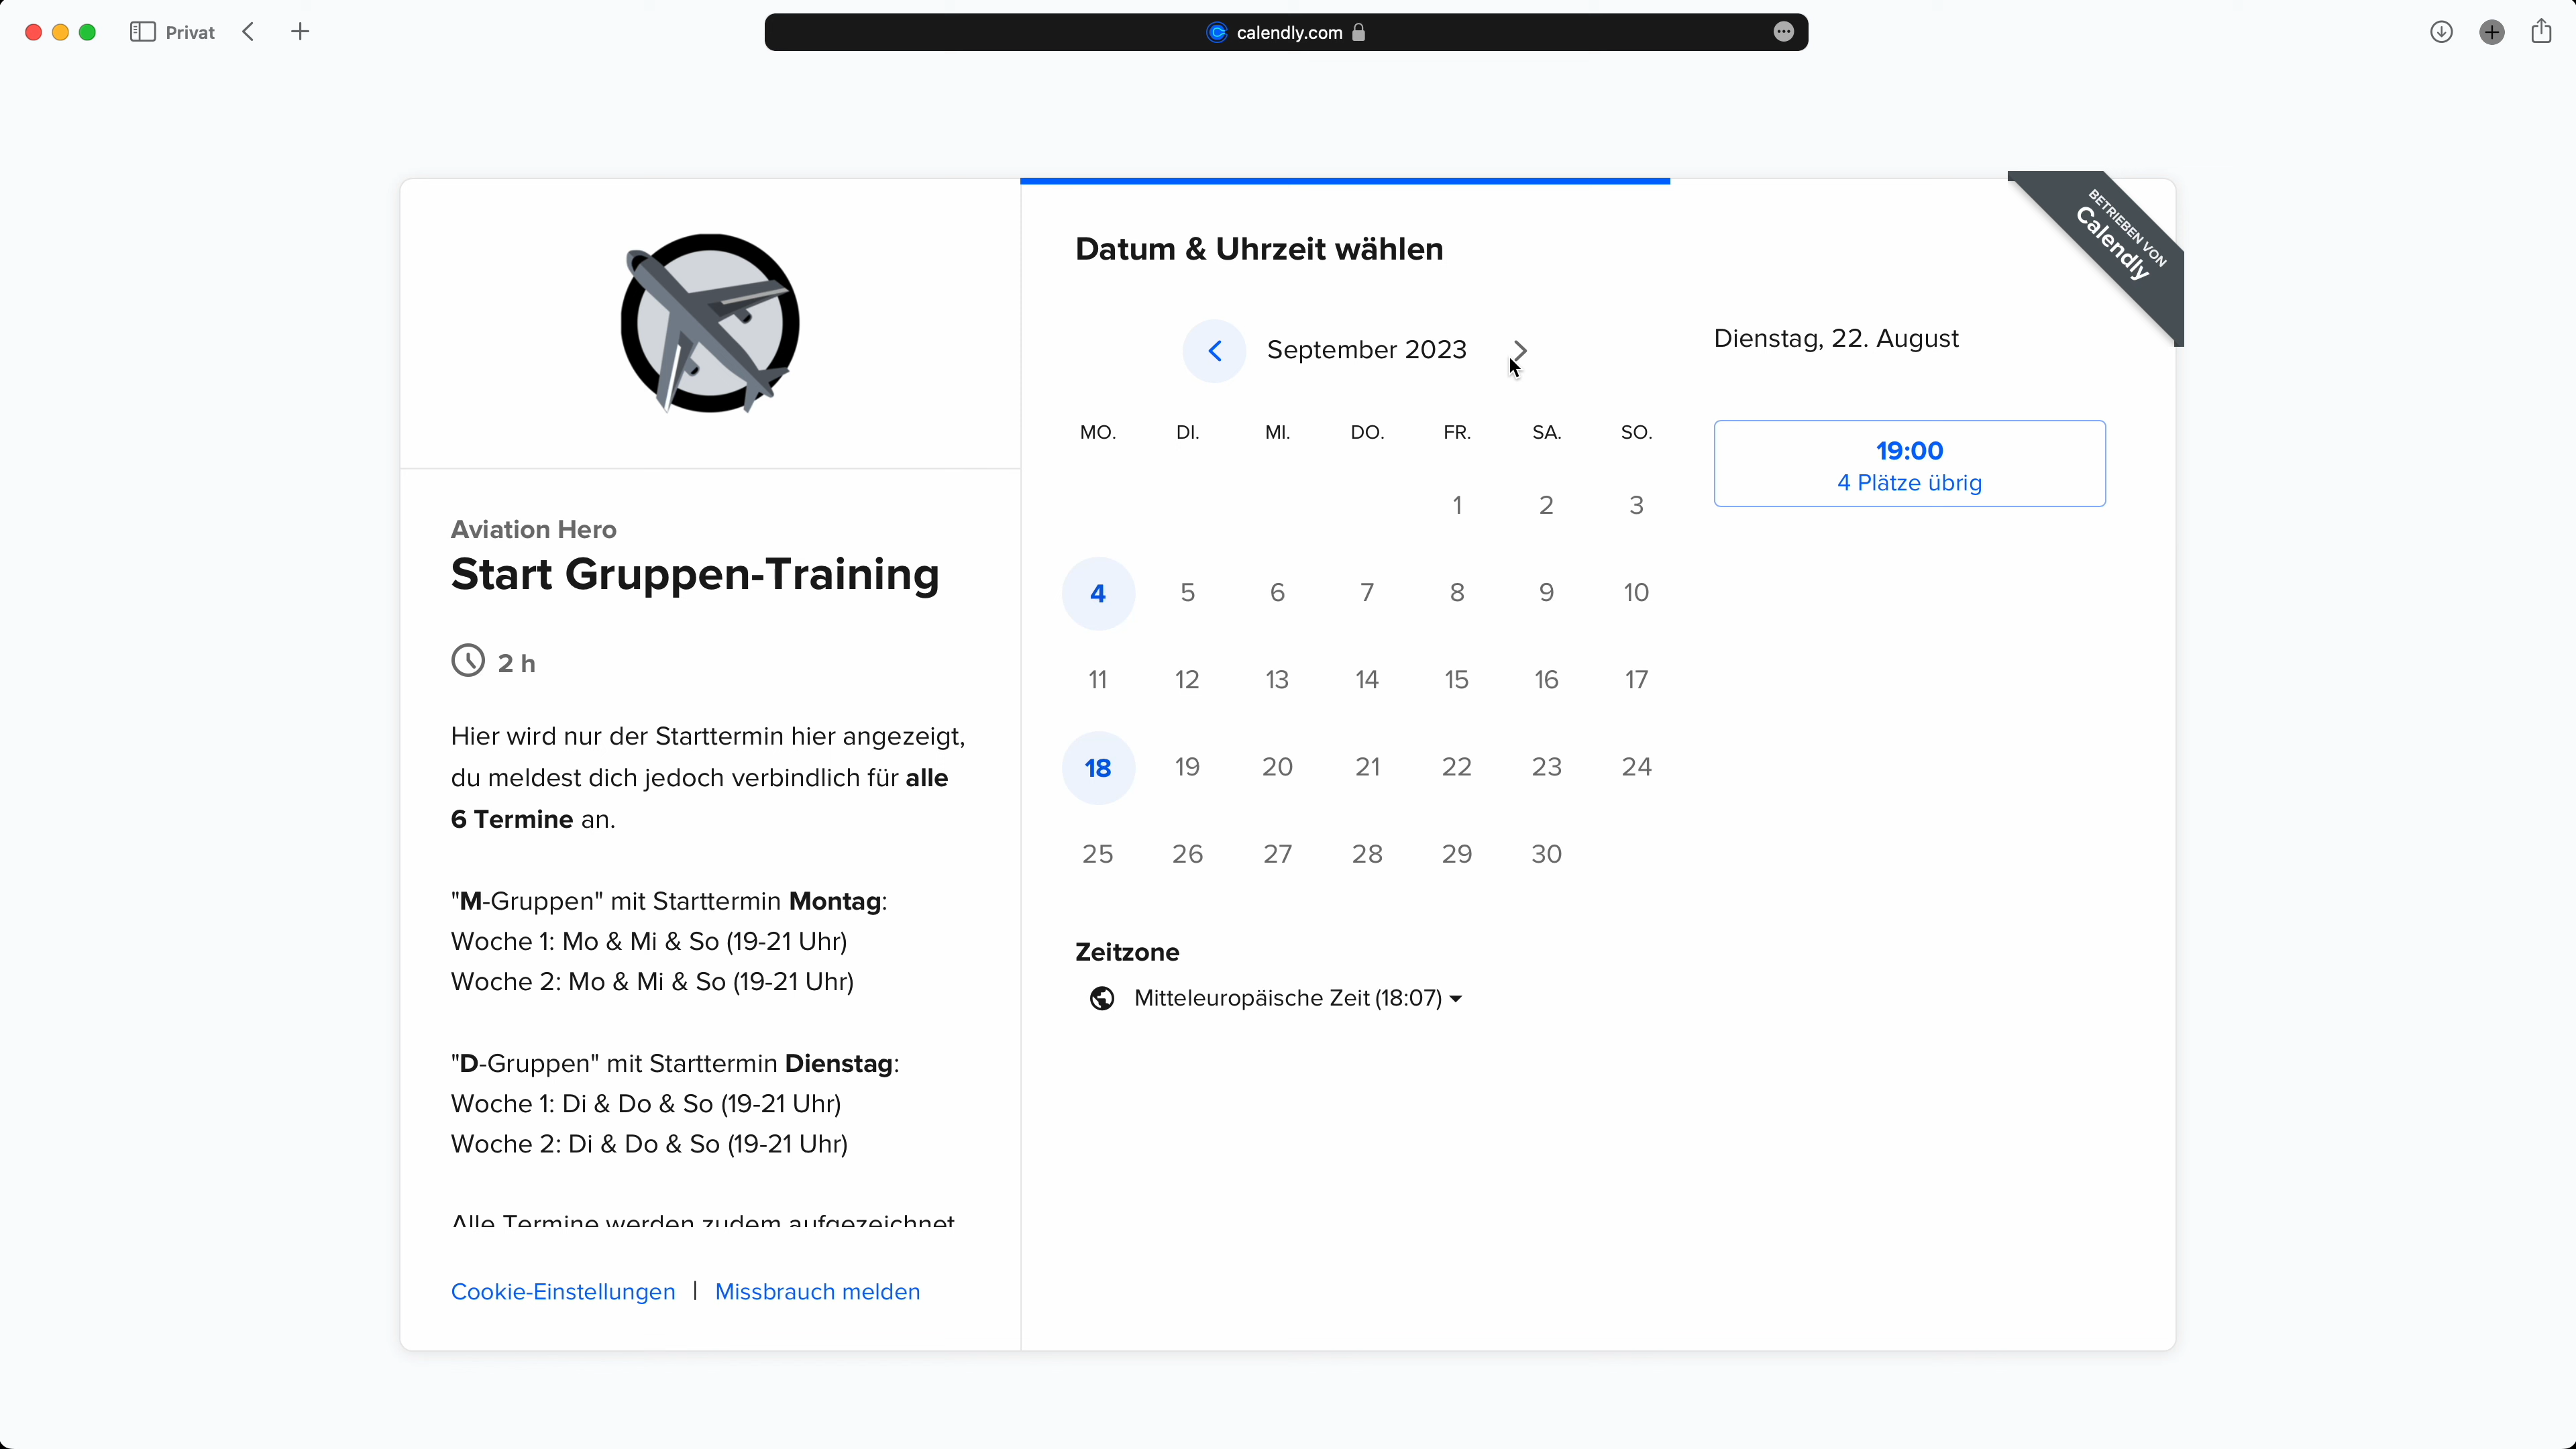 Privat
calendly.com
BETRIEBEN VON
Calendly
Aviation Hero
Start Gruppen-Training
2 h
Hier wird nur der Starttermin hier angezeigt,
du meldest dich jedoch verbindlich für alle
6 Termine an.
"M-Gruppen" mit Starttermin Montag:
Woche 1: Mo & Mi & So (19-21 Uhr)
Woche 2: Mo & Mi & So (19-21 Uhr)
"D-Gruppen" mit Starttermin Dienstag:
Woche 1: Di & Do & So (19-21 Uhr)
Woche 2: Di & Do & So (19-21 Uhr)
Alle Termine werden zudem aufgezeichnet
Cookie-Einstellungen | Missbrauch melden
Datum & Uhrzeit wählen
September 2023
MO. DI. MI. DO. FR. SA. SO.
1 2 3
4 5 6 7 8 9 10
11 12 13 14 15 16 17
18 19 20 21 22 23 24
25 26 27 28 29 30
Zeitzone
Mitteleuropäische Zeit (18:07)
Dienstag, 22. August
19:00
4 Plätze übrig